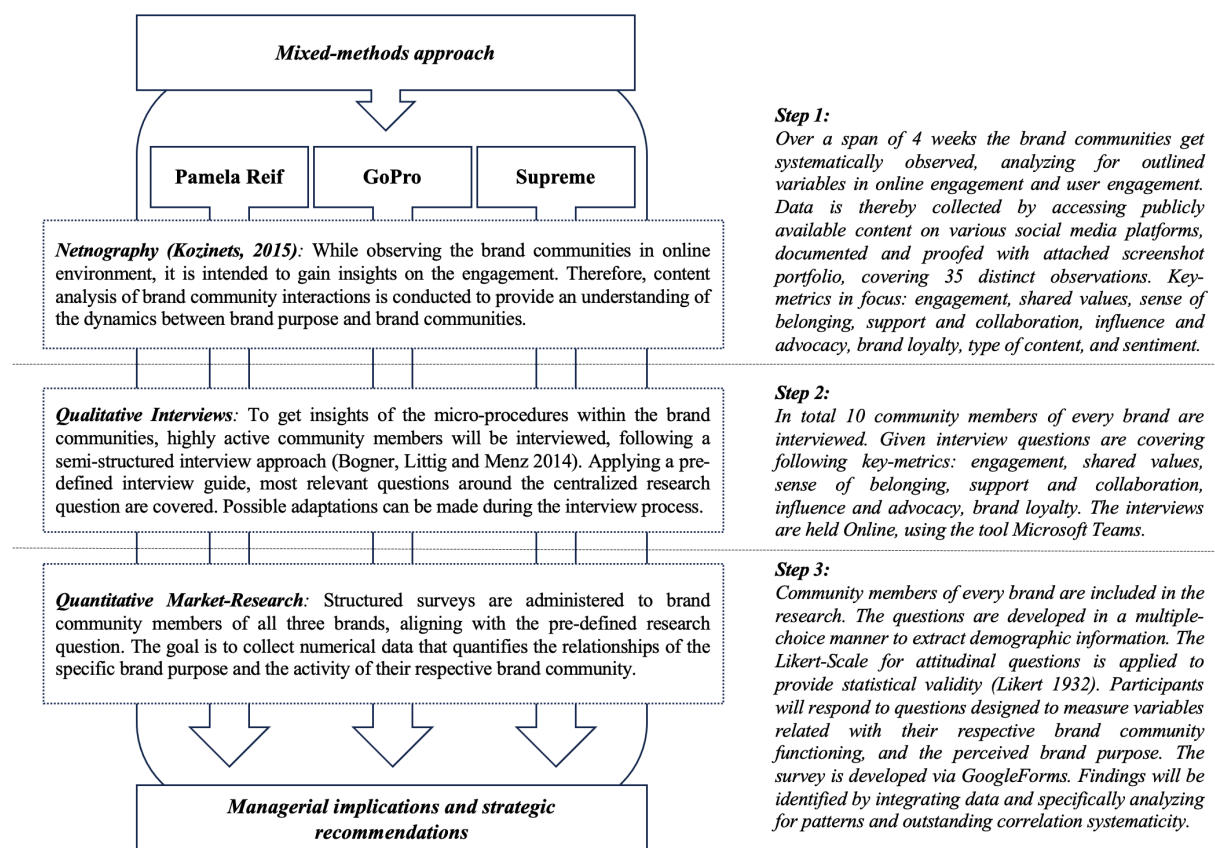 Mixed-methods approach
Pamela Reif
GoPro
Supreme
Netnography (Kozinets, 2015): While observing the brand communities in online
environment, it is intended to gain insights on the engagement. Therefore, content
analysis of brand community interactions is conducted to provide an understanding of
the dynamics between brand purpose and brand communities.
Step 1:
Over a span of 4 weeks the brand communities get
systematically observed, analyzing for outlined
variables in online engagement and user engagement.
Data is thereby collected by accessing publicly
available content on various social media platforms,
documented and proofed with attached screenshot
portfolio, covering 35 distinct observations. Key-
metrics in focus: engagement, shared values, sense of
belonging, support and collaboration, influence and
advocacy, brand loyalty, type of content, and sentiment.
Qualitative Interviews: To get insights of the micro-procedures within the brand
communities, highly active community members will be interviewed, following a
semi-structured interview approach (Bogner, Littig and Menz 2014). Applying a pre-
defined interview guide, most relevant questions around the centralized research
question are covered. Possible adaptations can be made during the interview process.
Step 2:
In total 10 community members of every brand are
interviewed. Given interview questions are covering
following key-metrics: engagement, shared values,
sense of belonging, support and collaboration,
influence and advocacy, brand loyalty. The interviews
are held Online, using the tool Microsoft Teams.
Quantitative Market-Research: Structured surveys are administered to brand
community members of all three brands, aligning with the pre-defined research
question. The goal is to collect numerical data that quantifies the relationships of the
specific brand purpose and the activity of their respective brand community.
Step 3:
Community members of every brand are included in the
research. The questions are developed in a multiple-
choice manner to extract demographic information. The
Likert-Scale for attitudinal questions is applied to
provide statistical validity (Likert 1932). Participants
will respond to questions designed to measure variables
related with their respective brand community
functioning, and the perceived brand purpose. The
survey is developed via GoogleForms. Findings will be
identified by integrating data and specifically analyzing
for patterns and outstanding correlation systematicity.
Managerial implications and strategic
recommendations